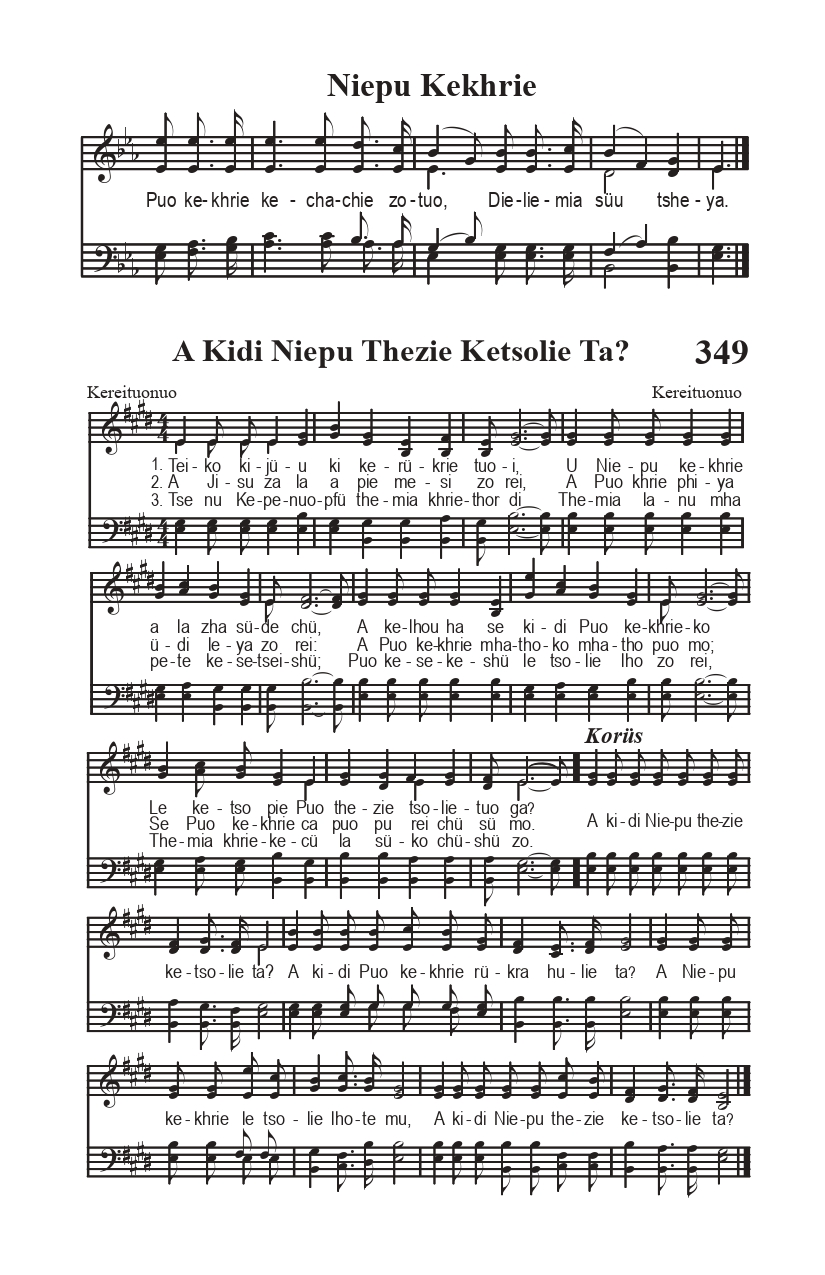 Niepu Kekhrie
Puo ke-khrie ke - cha-chie zo-tuo, Die-lie-mia süu tshe-ya.
A Kidi Niepu Thezie Ketsolie Ta? 349
Kereituonuo Kereituonuo
1. Tei-ko ki-jü-u ki ke-rü-krie tuo-i, U Nie-pu ke-khrie
2. A Ji-su za la a pie me-si zo rei, A Puo khrie phi-ya
3. Tse nu Ke-pe-nuo-pfü the-mia khrie-thor di The-mia la-nu mha
a la zha sü-de chü, A ke-lhou ha se ki-di Puo ke-khrie-ko
ü-di le-ya zo rei: A Puo ke-khrie mha-tho-ko mha-tho puo mo;
pe-te ke-se-tsei-shü; Puo ke-se-ke-shü le tso-lie lho zo rei,
Korüs
Le ke-tso pie Puo the-zie tso-lie-tuo ga?
Se Puo ke-khrie ca puo pu rei chü sü mo. A ki-di Nie-pu the-zie
The-mia khrie-ke-cü la sü-ko chü-shü zo.
ke-tso-lie ta? A ki-di Puo ke-khrie rü-kra hu-lie ta? A Nie-pu
ke-khrie le tso-lie lho-te mu, A ki-di Nie-pu the-zie ke-tso-lie ta?